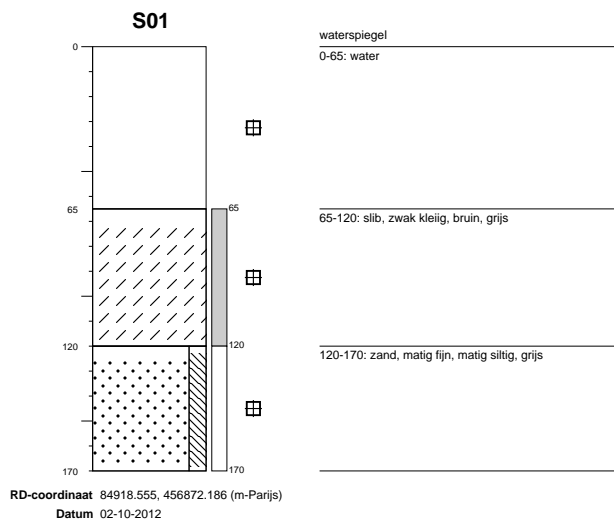 S01
waterspiegel
0
0-65: water
65
65
65-120: slib, zwak kleiig, bruin, grijs
120
120
120-170: zand, matig fijn, matig siltig, grijs
170
170
RD-coordinaat 84918.555, 456872.186 (m-Parijs)
Datum 02-10-2012